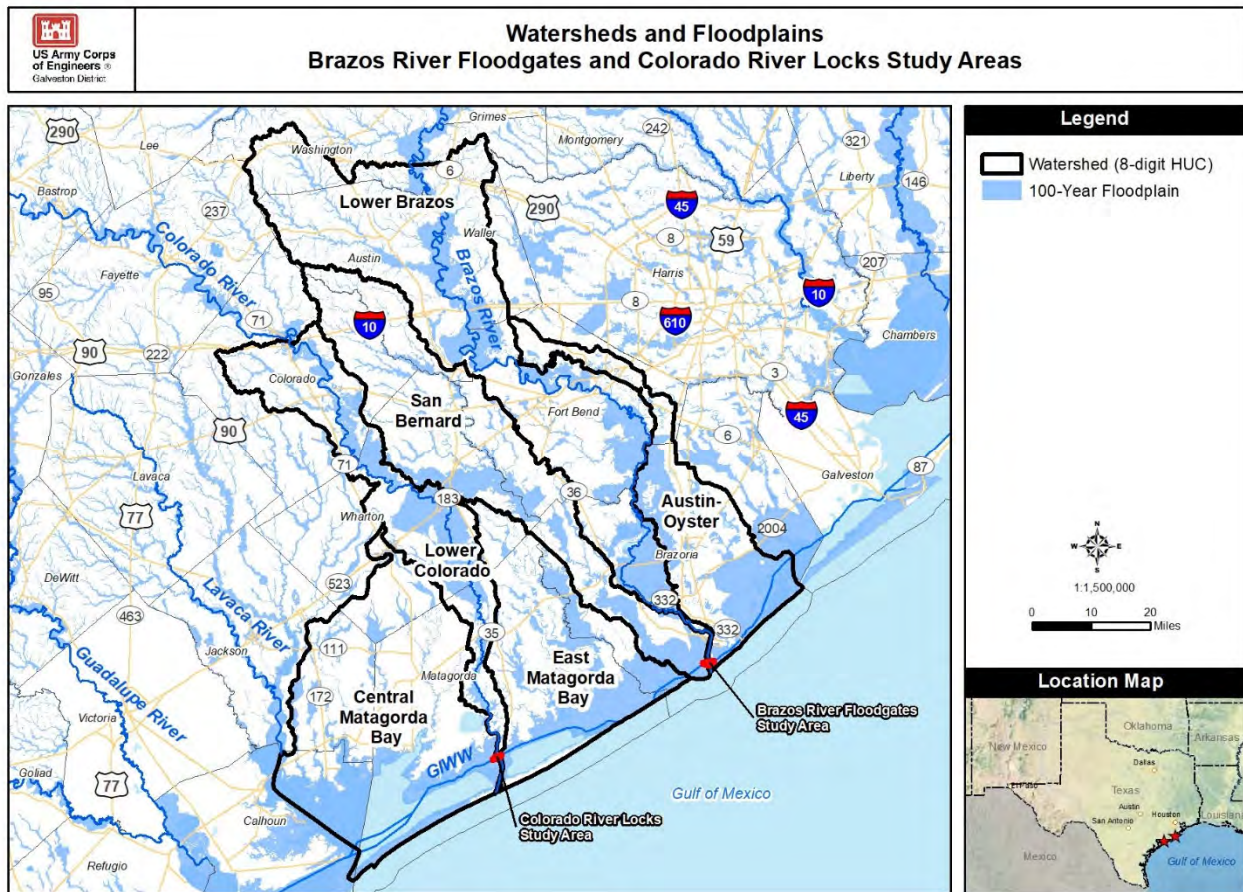 US Army Corps
of Engineers ®
Galveston District
Watersheds and Floodplains
Brazos River Floodgates and Colorado River Locks Study Areas
Legend
Watershed (8-digit HUC)
100-Year Floodplain
N
W E
S
1:1,500,000
0 10 20
Miles
Location Map
New Mexico
Oklahoma
Arkansas
Dallas
El Paso
Texas
Austin
Houston
San Antonio
Louisiana
Mexico
Gulf of Mexico
290
Lee
Washington
Grimes
Montgomery
242
321
Liberty
146
Bastrop
6
Lower Brazos
237
290
45
59
Waller
8
Colorado River
Austin
Brazos River
Harris
207
Fayette
95
71
10
8
610
10
Chambers
90
222
Gonzales
Colorado
3
San
Bernard
Fort Bend
45
90
6
71
Galveston
87
Lavaca
183
36
Austin-
Oyster
77
Wharton
2004
Lower
Colorado
Brazoria
DeWitt
523
332
463
Lavaca River
35
332
Jackson
111
East
Matagorda
Bay
Guadalupe River
172
Matagorda
Central
Matagorda
Bay
Brazos River Floodgates
Study Area
Victoria
GIWW
Goliad
77
Gulf of Mexico
Calhoun
Colorado River Locks
Study Area
Refugio